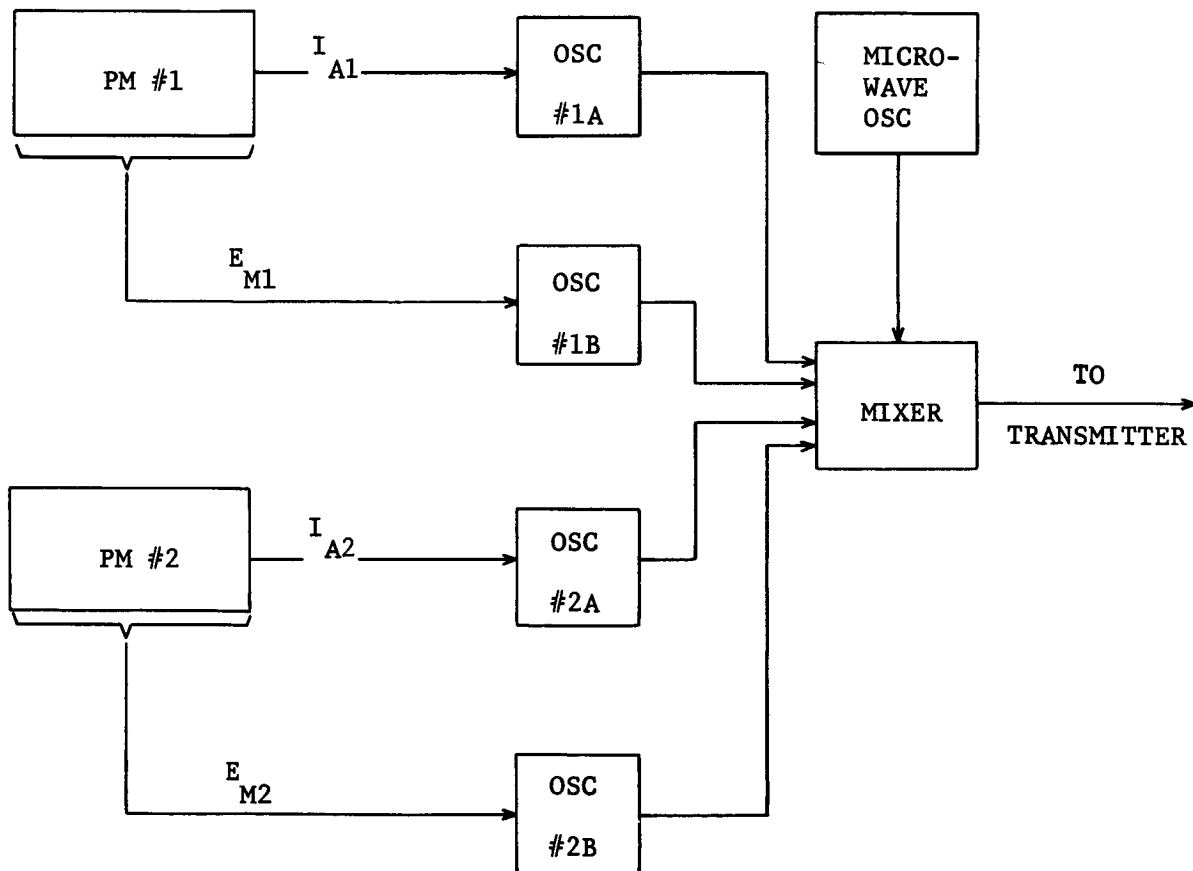 PM #1
I A1
OSC
#1A
MICRO-
WAVE
OSC
E M1
OSC
#1B
MIXER
TO
TRANSMITTER
PM #2
I A2
OSC
#2A
E M2
OSC
#2B